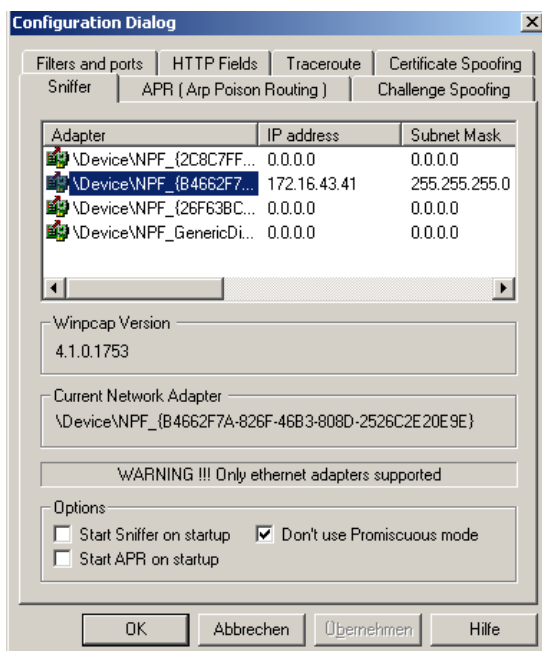 Configuration Dialog
Filters and ports HTTP Fields Traceroute Certificate Spoofing
Sniffer APR ( Arp Poison Routing ) Challenge Spoofing
Adapter IP address Subnet Mask
\Device\NPF_{2C8C7FF... 0.0.0.0 0.0.0.0
\Device\NPF_{B4662F7... 172.16.43.41 255.255.255.0
\Device\NPF_{26F63BC... 0.0.0.0 0.0.0.0
\Device\NPF_GenericDi... 0.0.0.0 0.0.0.0
Winpcap Version
4.1.0.1753
Current Network Adapter
\Device\NPF_{B4662F7A-826F-46B3-808D-2526C2E20E9E}
WARNING !!! Only ethernet adapters supported
Options
Start Sniffer on startup Don't use Promiscuous mode
Start APR on startup
OK Abbrechen Übernehmen Hilfe